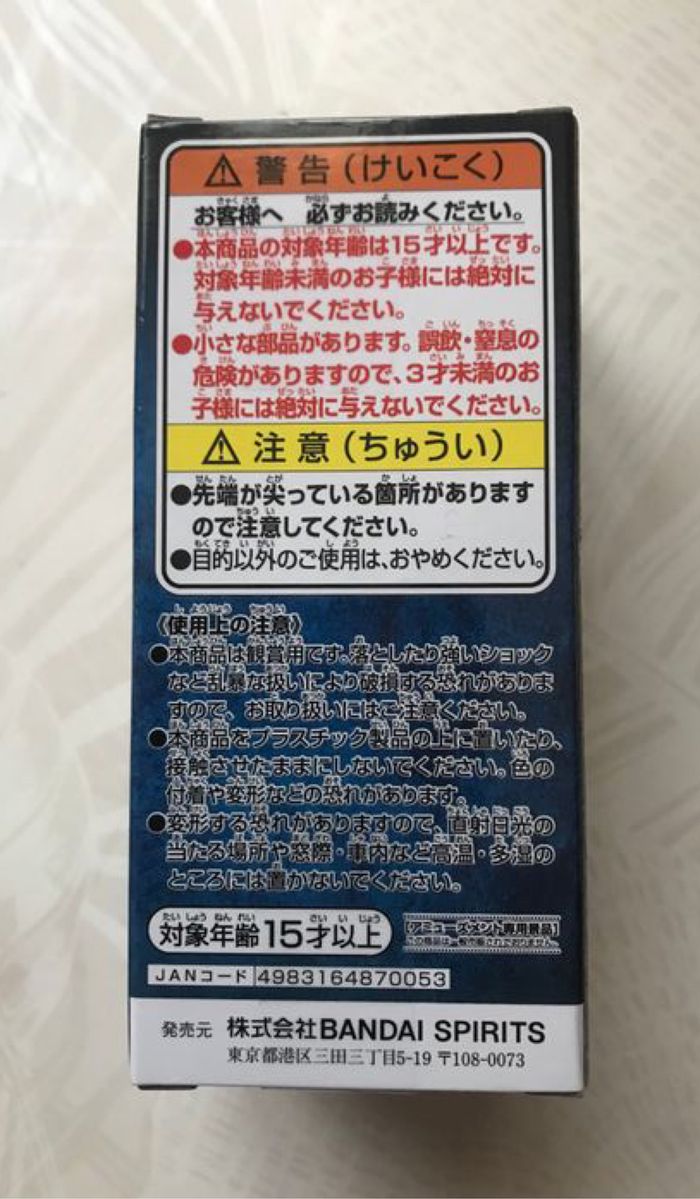 ⚠ 警告(けいこく)
お客様へ 必ずお読みください。
●本商品の対象年齢は15才以上です。
対象年齢未満のお子様には絶対に
与えないでください。
●小さな部品があります。誤飲・窒息の
危険がありますので、3才未満のお
子様には絶対に与えないでください。
⚠ 注意(ちゅうい)
●先端が尖っている箇所があります
ので注意してください。
●目的以外のご使用は、おやめください。
《使用上の注意》
●本商品は観賞用です。落としたり強いショック
など乱暴な扱いにより破損する恐れがありま
すので、お取り扱いにはご注意ください。
●本商品をプラスチック製品の上に置いたり、
接触させたままにしないでください。色の
付着や変形などの恐れがあります。
●変形する恐れがありますので、直射日光の
当たる場所や窓際・車内など高温・多湿の
ところには置かないでください。
対象年齢15才以上
【アミューズメント専用景品】
この商品は一般市販されておりません。
JANコード 4983164870053
発売元 株式会社BANDAI SPIRITS
東京都港区三田三丁目5-19 〒108-0073